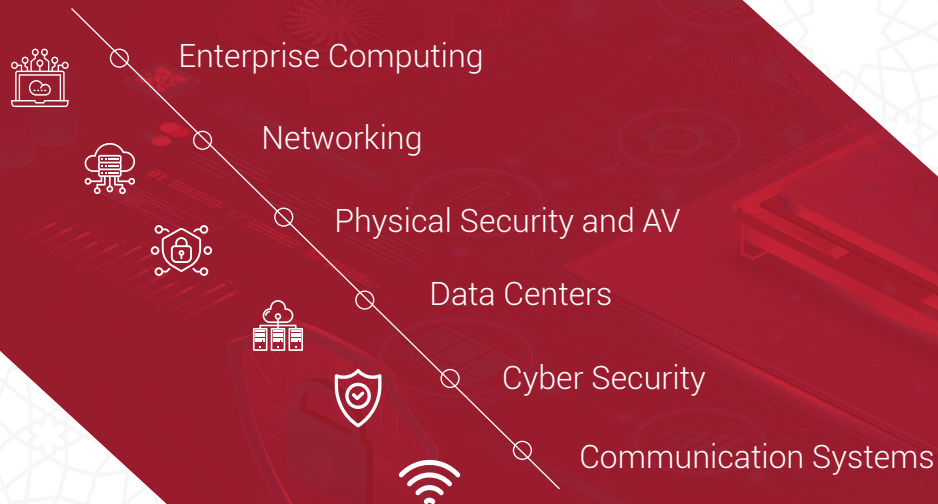 Enterprise Computing
Networking
Physical Security and AV
Data Centers
Cyber Security
Communication Systems